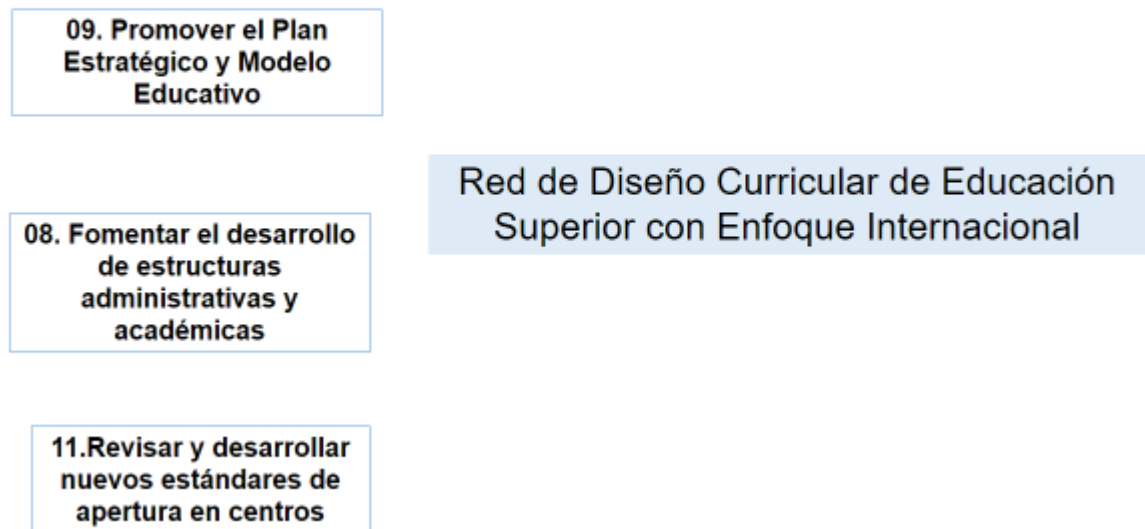 09. Promover el Plan
Estratégico y Modelo
Educativo
Red de Diseño Curricular de Educación
Superior con Enfoque Internacional
08. Fomentar el desarrollo
de estructuras
administrativas y
académicas
11.Revisar y desarrollar
nuevos estándares de
apertura en centros